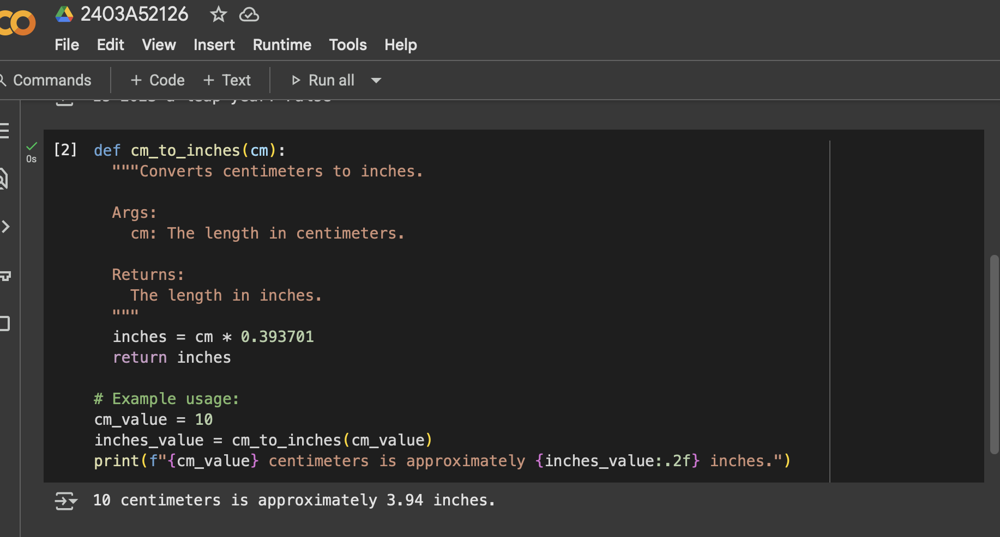 2403A52126
File Edit View Insert Runtime Tools Help
Commands + Code + Text Run all
[2] def cm_to_inches(cm):
0s
"""Converts centimeters to inches.
Args:
cm: The length in centimeters.
Returns:
The length in inches.
"""
inches = cm * 0.393701
return inches
# Example usage:
cm_value = 10
inches_value = cm_to_inches(cm_value)
print(f"{cm_value} centimeters is approximately {inches_value:.2f} inches.")
10 centimeters is approximately 3.94 inches.